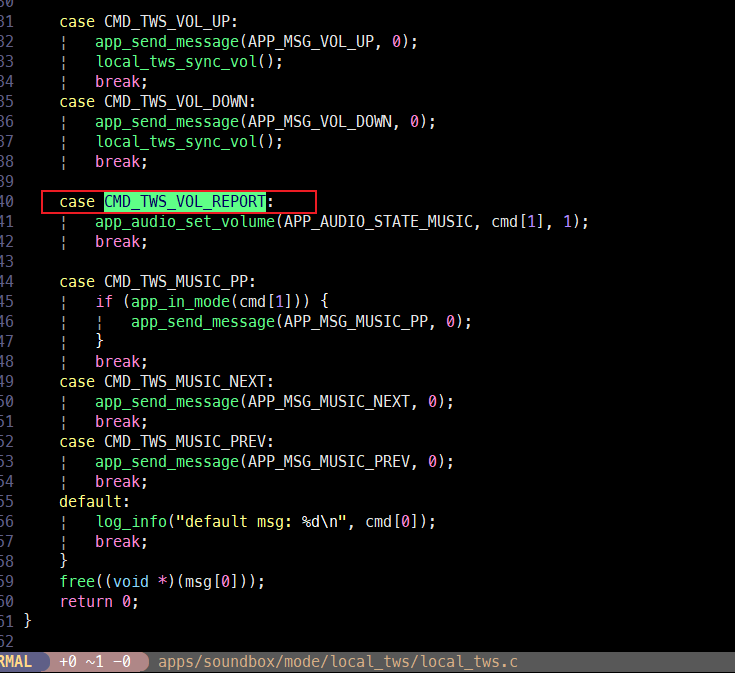 30
31 case CMD_TWS_VOL_UP:
32 ¦ app_send_message(APP_MSG_VOL_UP, 0);
33 ¦ local_tws_sync_vol();
34 ¦ break;
35 case CMD_TWS_VOL_DOWN:
36 ¦ app_send_message(APP_MSG_VOL_DOWN, 0);
37 ¦ local_tws_sync_vol();
38 ¦ break;
39
40 case CMD_TWS_VOL_REPORT:
41 ¦ app_audio_set_volume(APP_AUDIO_STATE_MUSIC, cmd[1], 1);
42 ¦ break;
43
44 case CMD_TWS_MUSIC_PP:
45 ¦ if (app_in_mode(cmd[1])) {
46 ¦ ¦ app_send_message(APP_MSG_MUSIC_PP, 0);
47 ¦ }
48 ¦ break;
49 case CMD_TWS_MUSIC_NEXT:
50 ¦ app_send_message(APP_MSG_MUSIC_NEXT, 0);
51 ¦ break;
52 case CMD_TWS_MUSIC_PREV:
53 ¦ app_send_message(APP_MSG_MUSIC_PREV, 0);
54 ¦ break;
55 default:
56 ¦ log_info("default msg: %d\n", cmd[0]);
57 ¦ break;
58 }
59 free((void *)(msg[0]));
60 return 0;
61 }
62
RMAL +0 ~1 -0 apps/soundbox/mode/local_tws/local_tws.c